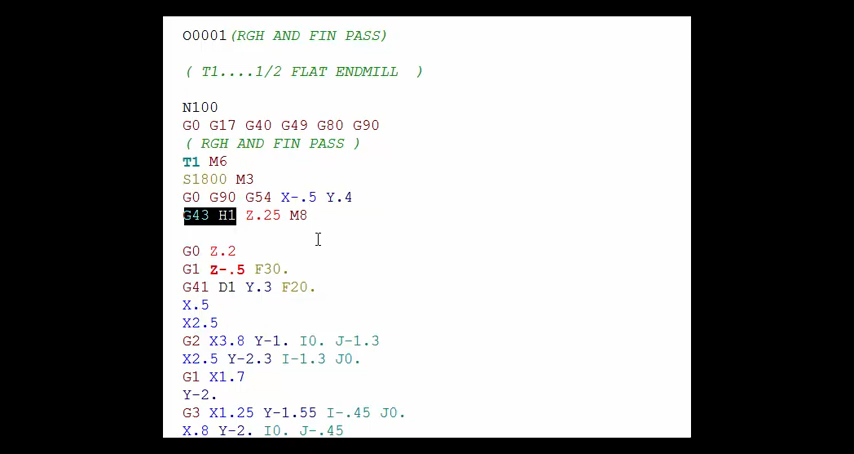 O0001(RGH AND FIN PASS)
( T1....1/2 FLAT ENDMILL )
N100
G0 G17 G40 G49 G80 G90
( RGH AND FIN PASS )
T1 M6
S1800 M3
G0 G90 G54 X-.5 Y.4
G43 H1 Z.25 M8
G0 Z.2
G1 Z-.5 F30.
G41 D1 Y.3 F20.
X.5
X2.5
G2 X3.8 Y-1. I0. J-1.3
X2.5 Y-2.3 I-1.3 J0.
G1 X1.7
Y-2.
G3 X1.25 Y-1.55 I-.45 J0.
X.8 Y-2. I0. J-.45